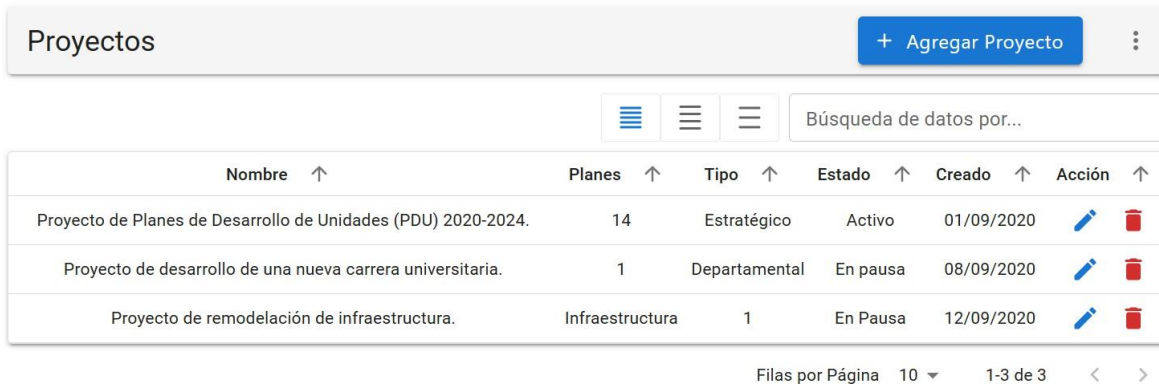 Proyectos
+ Agregar Proyecto
Búsqueda de datos por...
Nombre Planes Tipo Estado Creado Acción
Proyecto de Planes de Desarrollo de Unidades (PDU) 2020-2024. 14 Estratégico Activo 01/09/2020
Proyecto de desarrollo de una nueva carrera universitaria. 1 Departamental En pausa 08/09/2020
Proyecto de remodelación de infraestructura. Infraestructura 1 En Pausa 12/09/2020
Filas por Página 10 1-3 de 3